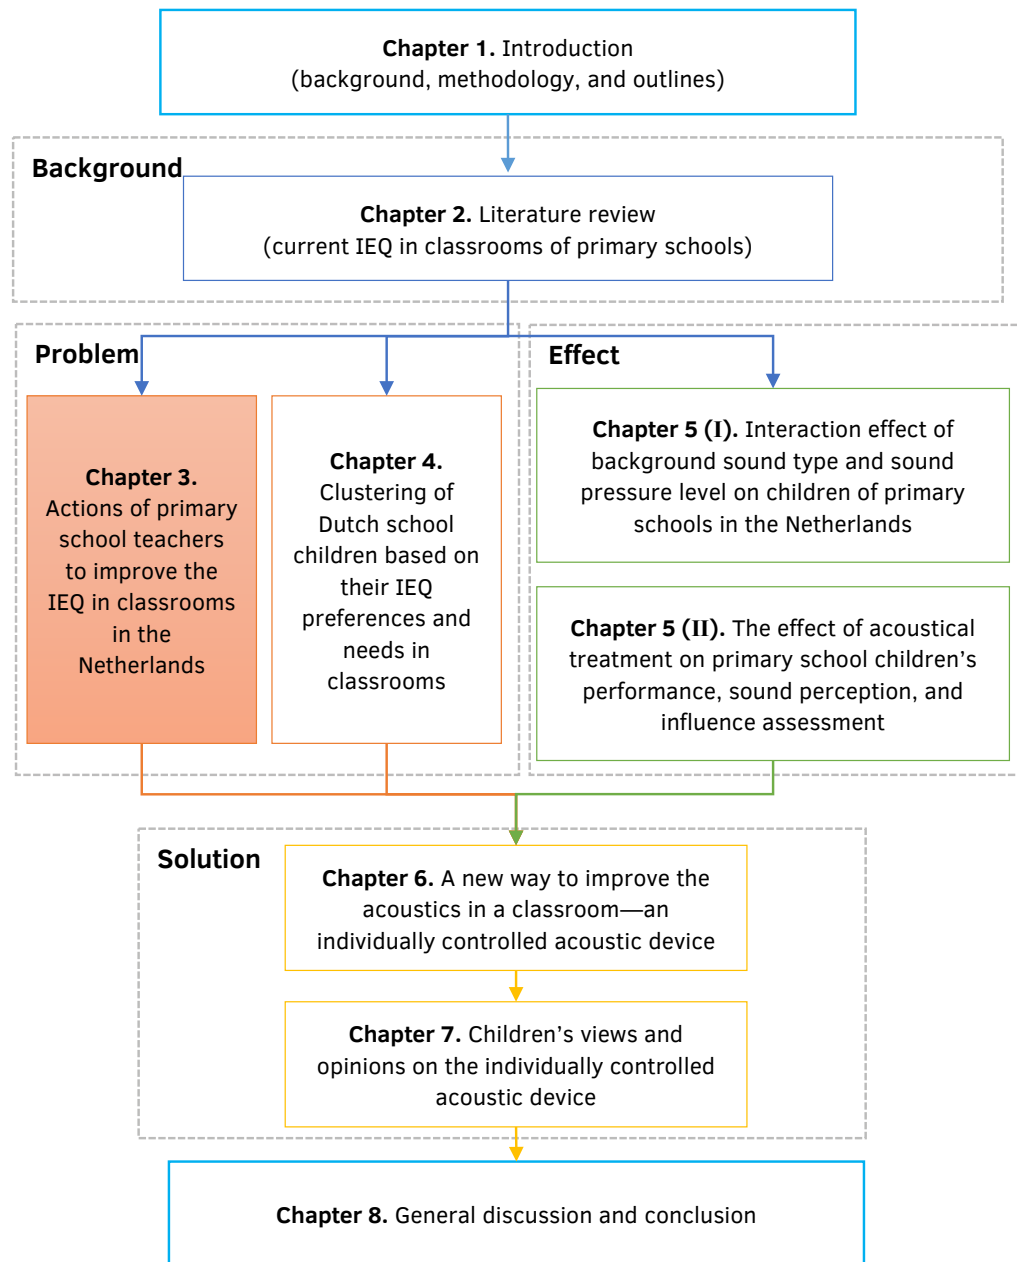 Chapter 1. Introduction
(background, methodology, and outlines)
Background
Chapter 2. Literature review
(current IEQ in classrooms of primary schools)
Problem
Chapter 3.
Actions of primary
school teachers
to improve the
IEQ in classrooms
in the
Netherlands
Chapter 4.
Clustering of
Dutch school
children based on
their IEQ
preferences and
needs in
classrooms
Effect
Chapter 5 (I). Interaction effect of
background sound type and sound
pressure level on children of primary
schools in the Netherlands
Chapter 5 (II). The effect of acoustical
treatment on primary school children’s
performance, sound perception, and
influence assessment
Solution
Chapter 6. A new way to improve the
acoustics in a classroom—an
individually controlled acoustic device
Chapter 7. Children’s views and
opinions on the individually controlled
acoustic device
Chapter 8. General discussion and conclusion